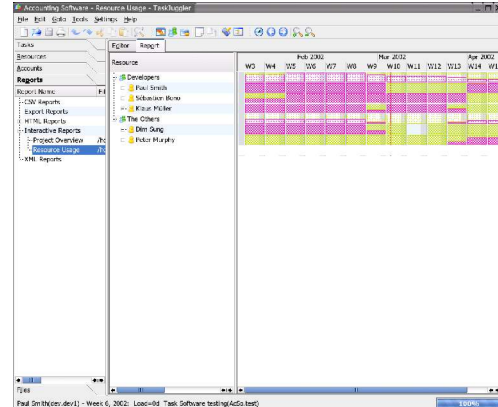 Accounting Software - Resource Usage - TaskJuggler
File Edit Goto Tools Settings Help
Tasks
Resources
Accounts
Reports
Report Name Fil
CSV Reports
Export Reports
HTML Reports
Interactive Reports
Project Overview /ho
Resource Usage /ho
XML Reports
Files
Editor Report
Resource
Developers
Paul Smith
Sébastien Bono
Klaus Müller
The Others
Dim Sung
Peter Murphy
Feb 2002 Mar 2002 Apr 2002
W3 W4 W5 W6 W7 W8 W9 W10 W11 W12 W13 W14 W1
Paul Smith(dev.dev1) - Week 6, 2002: Load=0d Task Software testing(AcSo.test)
100%